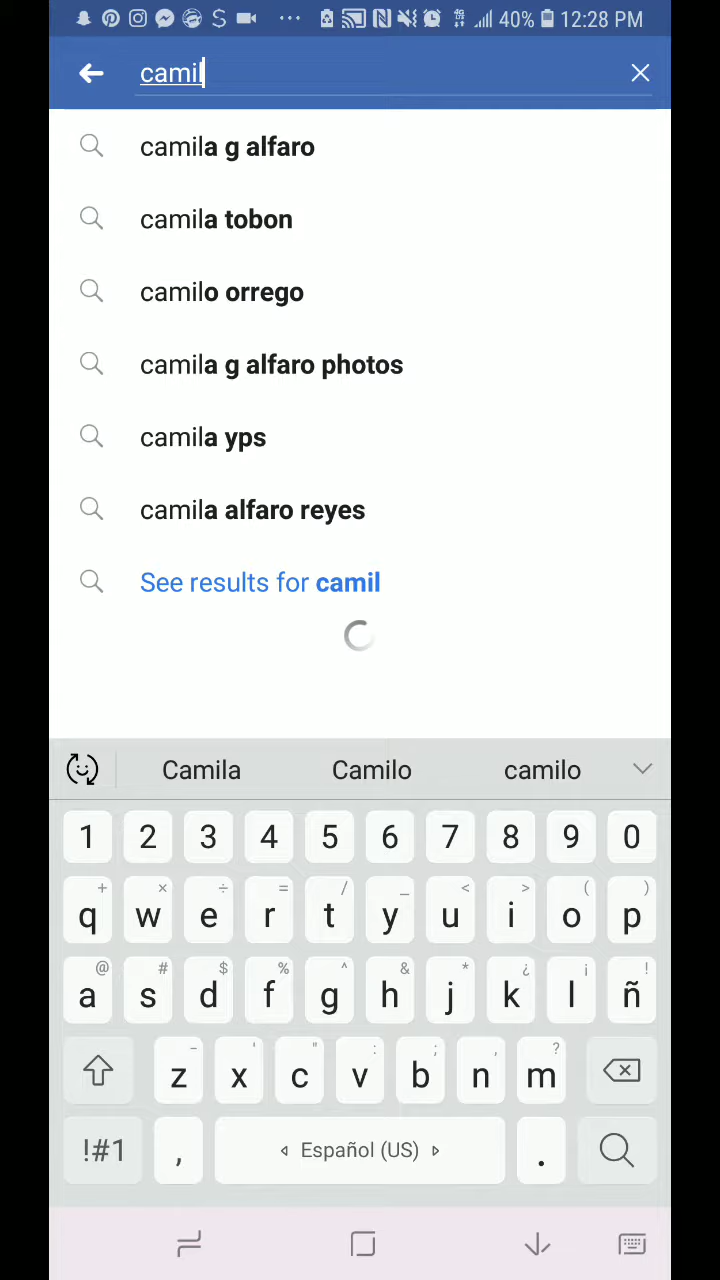 40% 12:28 PM
camil
camila g alfaro
camila tobon
camilo orrego
camila g alfaro photos
camila yps
camila alfaro reyes
See results for camil
Camila Camilo camilo
1 2 3 4 5 6 7 8 9 0
+ × ÷ = / _ < > ( )
q w e r t y u i o p
@ # $ % ^ & * ¿ ¡ !
a s d f g h j k l ñ
- ' " : ; , ?
z x c v b n m
!#1 , Español (US) .